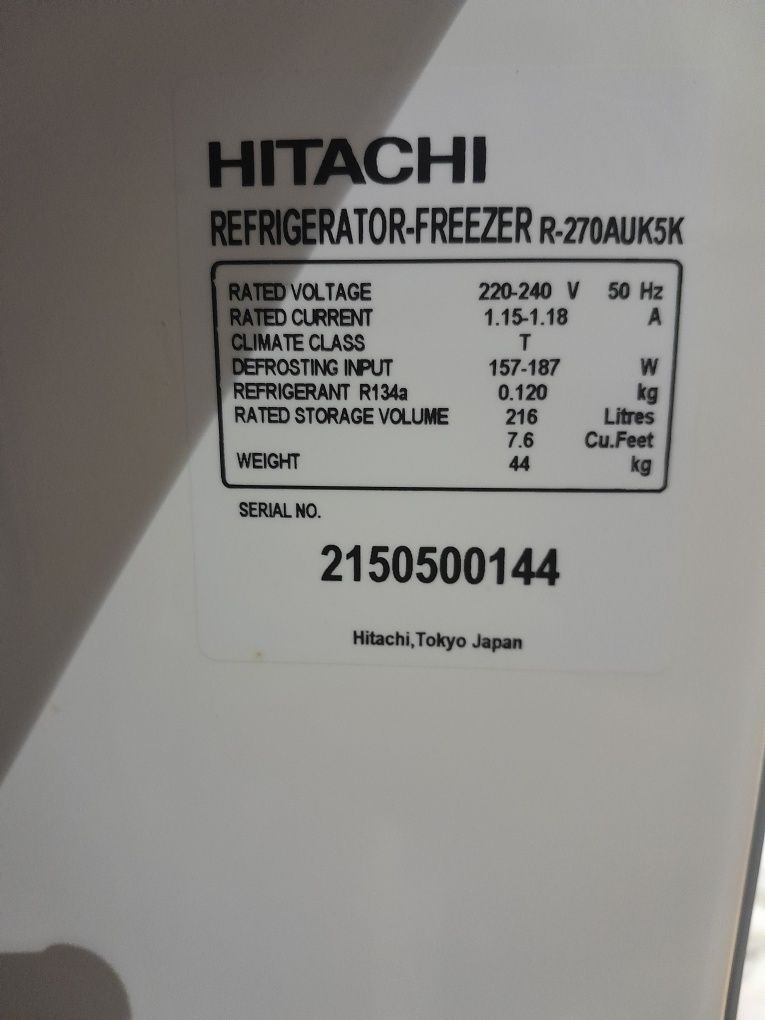 HITACHI
REFRIGERATOR-FREEZER R-270AUK5K
RATED VOLTAGE 220-240 V 50 Hz
RATED CURRENT 1.15-1.18 A
CLIMATE CLASS T
DEFROSTING INPUT 157-187 W
REFRIGERANT R134a 0.120 kg
RATED STORAGE VOLUME 216 Litres
7.6 Cu.Feet
WEIGHT 44 kg
SERIAL NO.
2150500144
Hitachi,Tokyo Japan